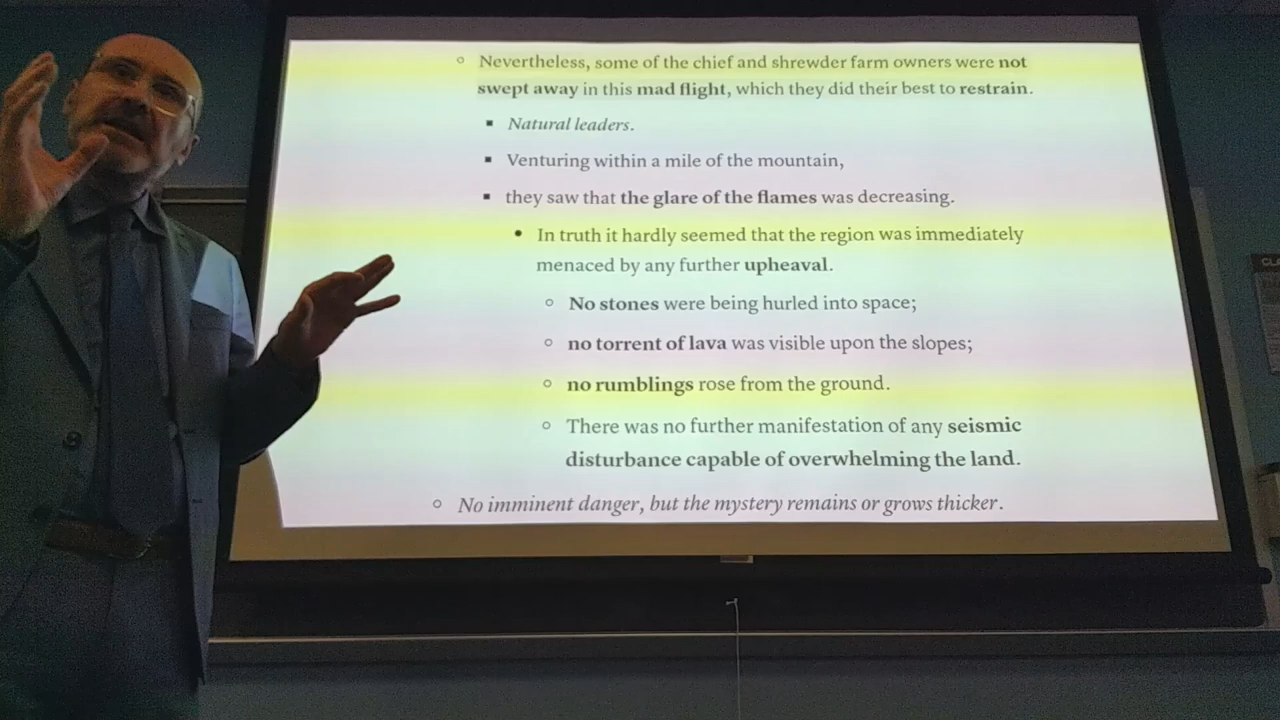 Nevertheless, some of the chief and shrewder farm owners were not
swept away in this mad flight, which they did their best to restrain.
Natural leaders.
Venturing within a mile of the mountain,
they saw that the glare of the flames was decreasing.
In truth it hardly seemed that the region was immediately
menaced by any further upheaval.
No stones were being hurled into space;
no torrent of lava was visible upon the slopes;
no rumblings rose from the ground.
There was no further manifestation of any seismic
disturbance capable of overwhelming the land.
No imminent danger, but the mystery remains or grows thicker.